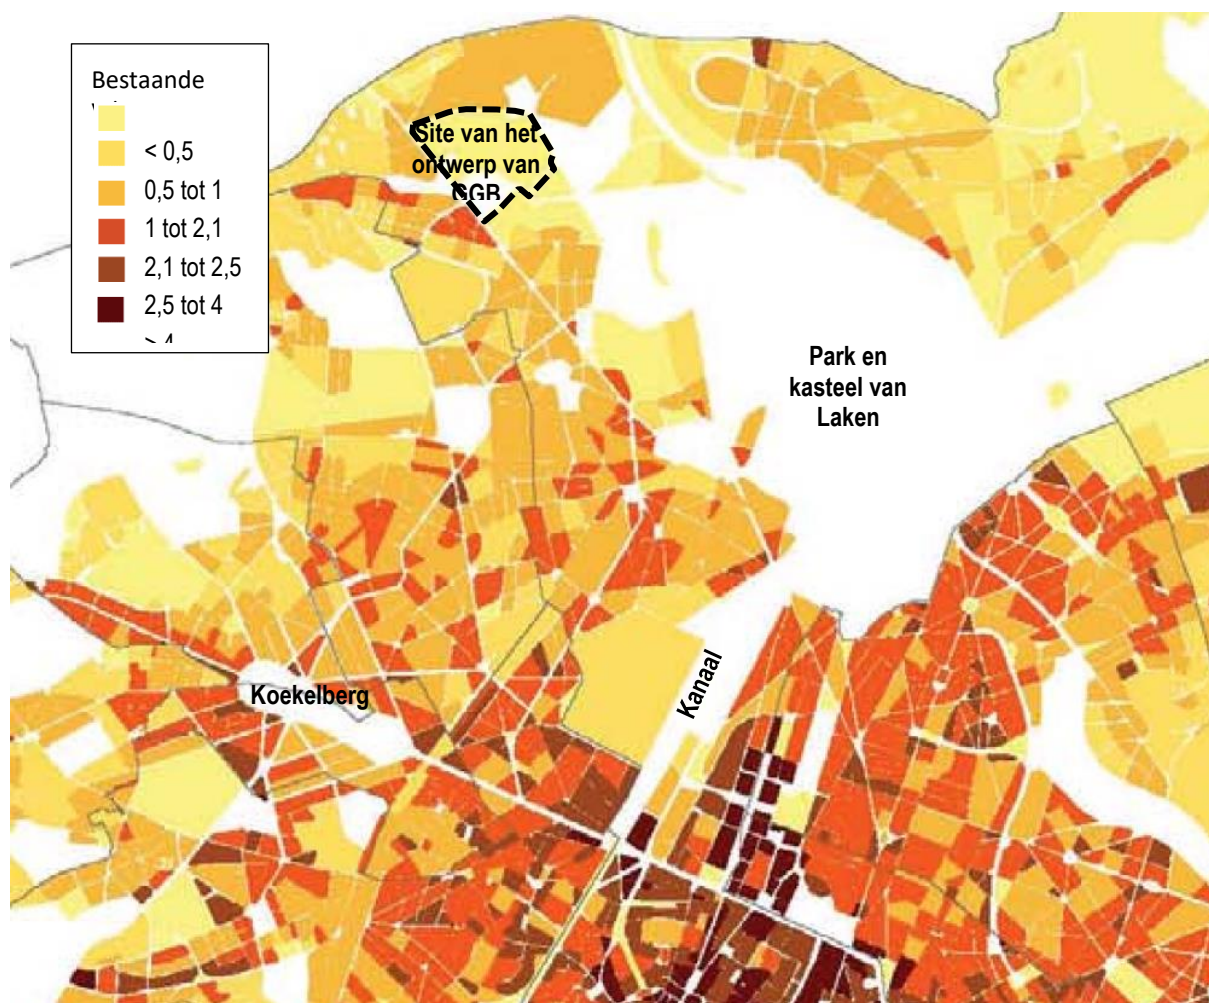 Bestaande
< 0,5
0,5 tot 1
1 tot 2,1
2,1 tot 2,5
2,5 tot 4
Site van het
ontwerp van
Park en
kasteel van
Laken
Kanaal
Koekelberg